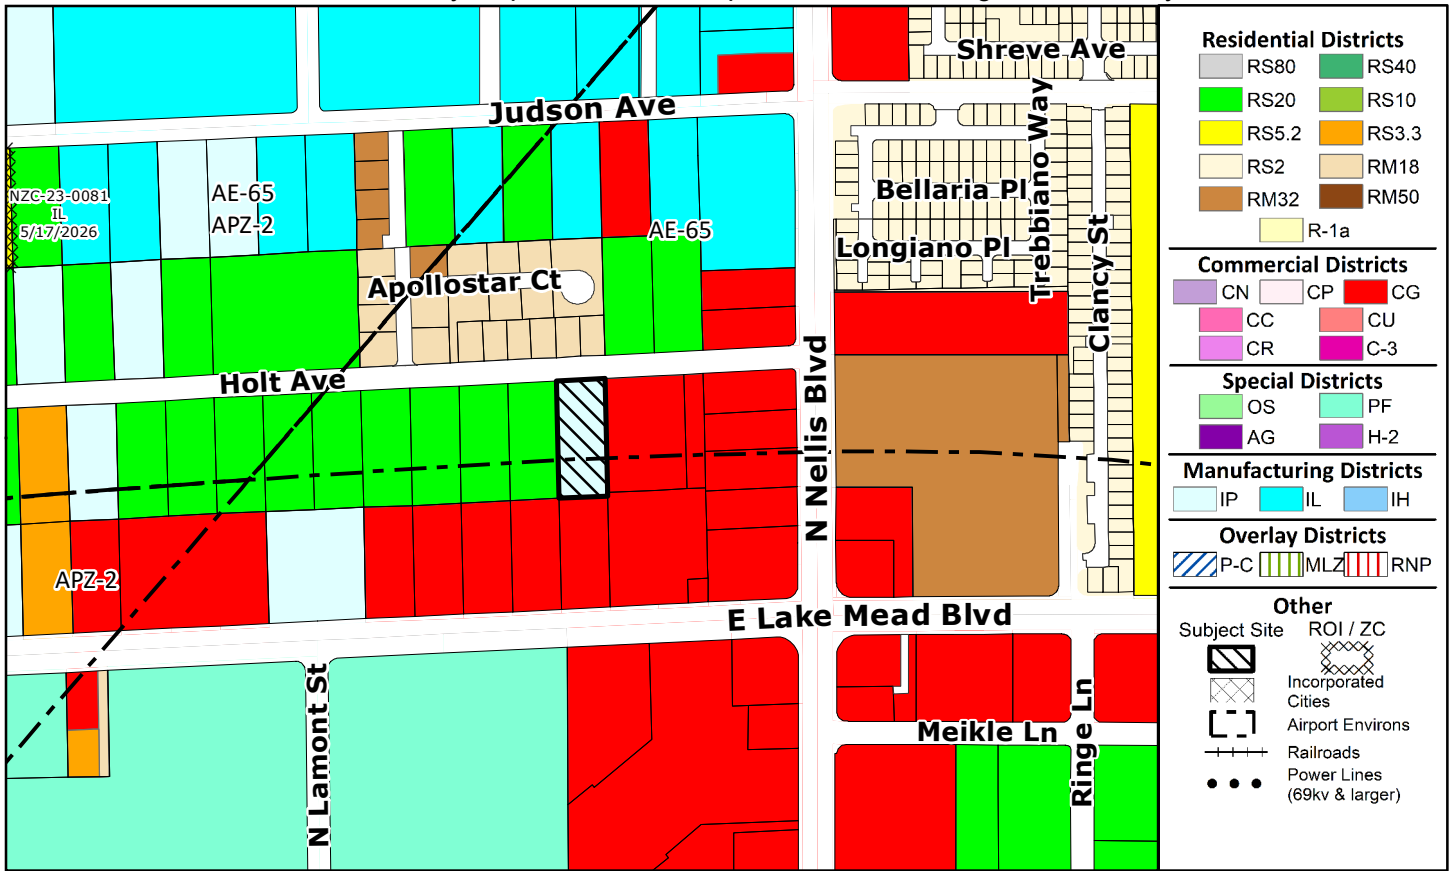 Shreve Ave
Judson Ave
Trebbiano Way
NZC-23-0081
IL
5/17/2026
AE-65
APZ-2
AE-65
Bellaria Pl
Longiano Pl
Clancy St
Apollostar Ct
Holt Ave
N Nellis Blvd
APZ-2
E Lake Mead Blvd
N Lamont St
Meikle Ln
Ringe Ln
Residential Districts
RS80 RS40
RS20 RS10
RS5.2 RS3.3
RS2 RM18
RM32 RM50
R-1a
Commercial Districts
CN CP CG
CC CU
CR C-3
Special Districts
OS PF
AG H-2
Manufacturing Districts
IP IL IH
Overlay Districts
P-C MLZ RNP
Other
Subject Site ROI / ZC
Incorporated
Cities
Airport Environs
Railroads
Power Lines
(69kv & larger)